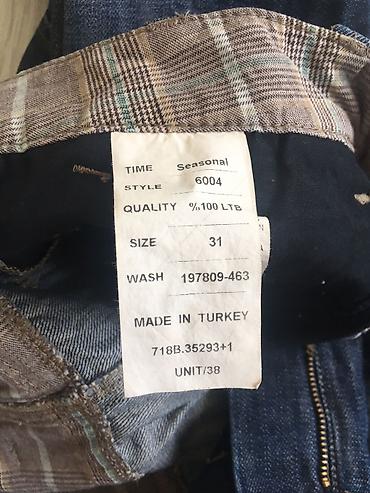 TIME Seasonal
STYLE 6004
QUALITY %100 LTB
SIZE 31
WASH 197809-463
MADE IN TURKEY
718B.35293+1
UNIT/38